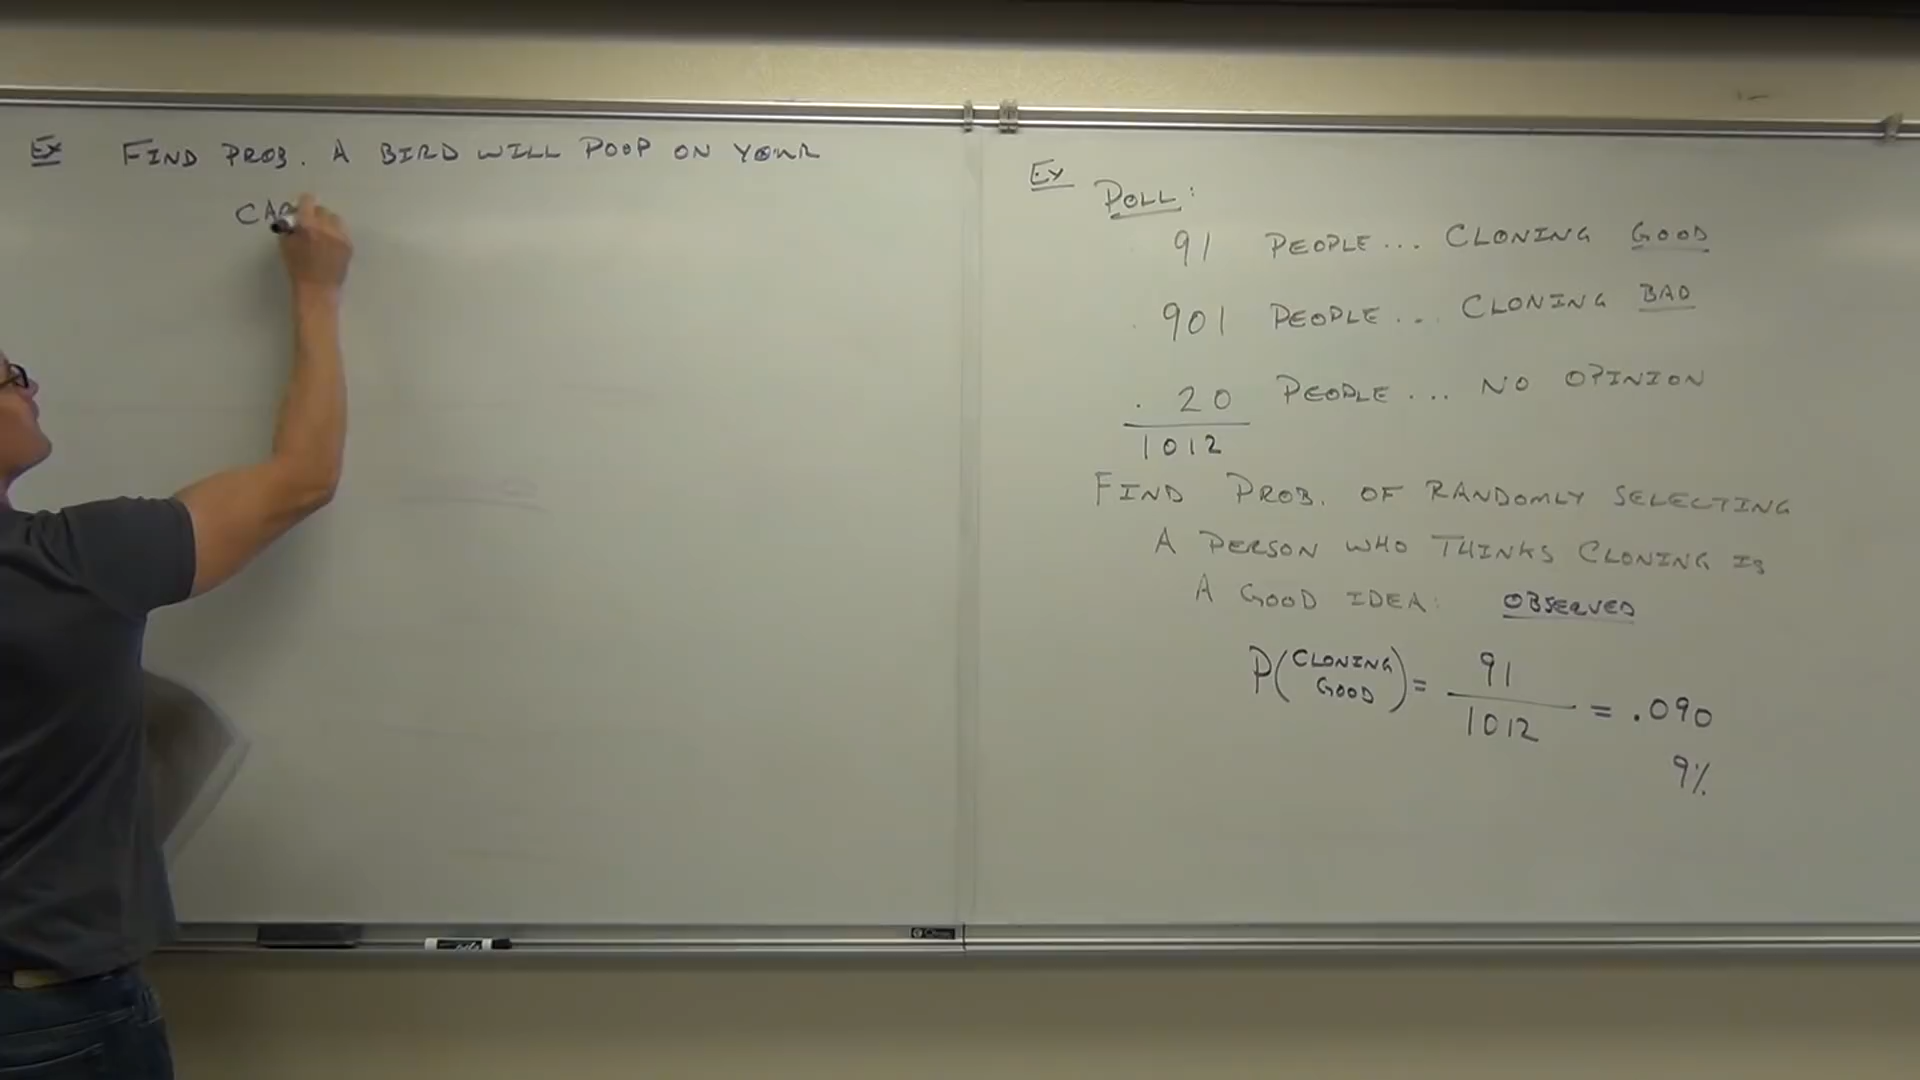 Ex FIND PROB. A BIRD WILL POOP ON YOUR
CAR
Ex
POLL:
91 PEOPLE... CLONING GOOD
901 PEOPLE... CLONING BAD
20 PEOPLE... NO OPINION
1012
FIND PROB. OF RANDOMLY SELECTING
A PERSON WHO THINKS CLONING IS
A GOOD IDEA: OBSERVED
P(CLONING GOOD) = 91/1012 = .090
9%